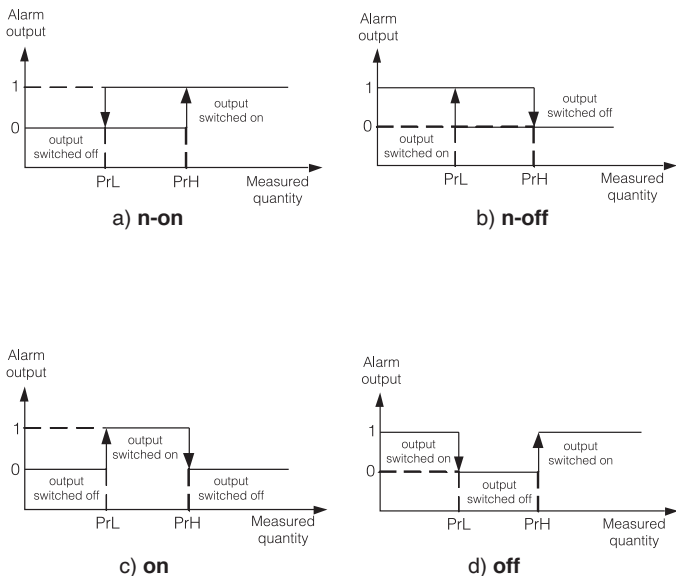 Alarm
output
1
0
output
switched off
output
switched on
PrL
PrH
Measured
quantity
a) n-on
Alarm
output
1
0
output
switched on
output
switched off
PrL
PrH
Measured
quantity
b) n-off
Alarm
output
1
0
output
switched off
output
switched on
output
switched off
PrL
PrH
Measured
quantity
c) on
Alarm
output
1
0
output
switched on
output
switched off
output
switched on
PrL
PrH
Measured
quantity
d) off